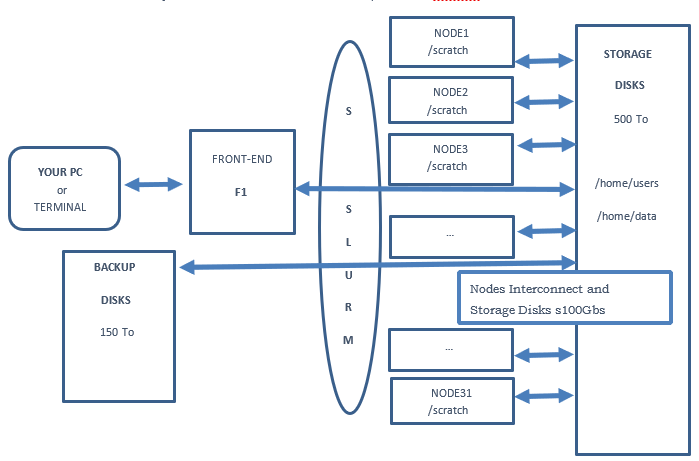 YOUR PC
or
TERMINAL
FRONT-END
F1
BACKUP
DISKS
150 To
S
S
L
U
R
M
NODE1
/scratch
NODE2
/scratch
NODE3
/scratch
...
...
NODE31
/scratch
STORAGE
DISKS
500 To
/home/users
/home/data
Nodes Interconnect and
Storage Disks s100Gbs